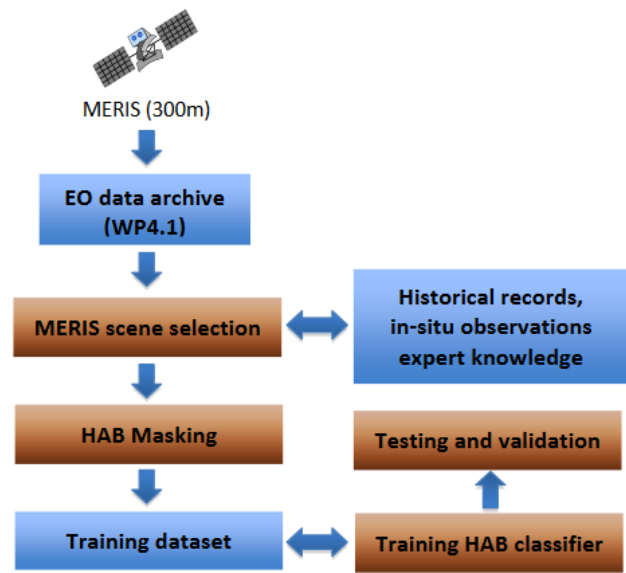 MERIS (300m)
EO data archive
(WP4.1)
MERIS scene selection
Historical records,
in-situ observations
expert knowledge
HAB Masking
Testing and validation
Training dataset
Training HAB classifier